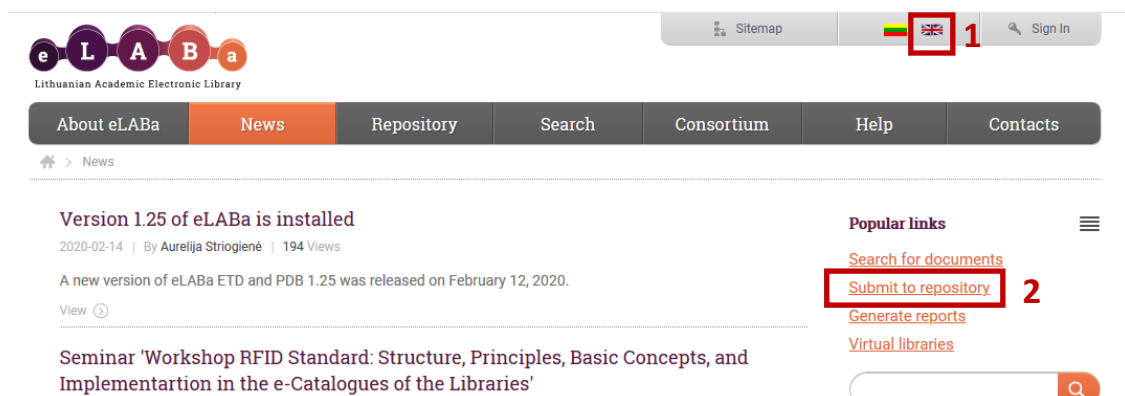 Sitemap
1
Sign In
e L A B a
Lithuanian Academic Electronic Library
About eLABa
News
Repository
Search
Consortium
Help
Contacts
> News
Version 1.25 of eLABa is installed
2020-02-14 | By Aurelija Striogienė | 194 Views
A new version of eLABa ETD and PDB 1.25 was released on February 12, 2020.
View
Seminar 'Workshop RFID Standard: Structure, Principles, Basic Concepts, and
Implementartion in the e-Catalogues of the Libraries'
Popular links
Search for documents
Submit to repository
2
Generate reports
Virtual libraries